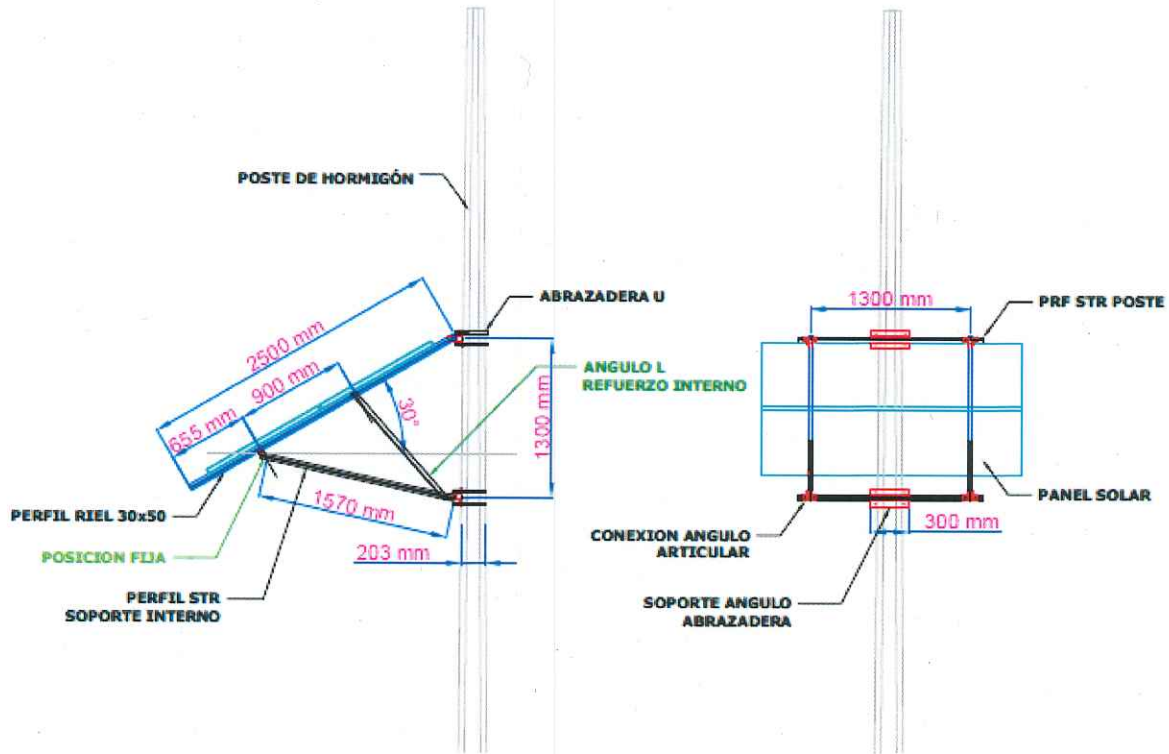 POSTE DE HORMIGÓN
ABRAZADERA U
2500 mm
900 mm
655 mm
30°
ANGULO L
REFUERZO INTERNO
1300 mm
PERFIL RIEL 30x50
1570 mm
POSICION FIJA
203 mm
PERFIL STR
SOPORTE INTERNO
1300 mm
PRF STR POSTE
PANEL SOLAR
CONEXION ANGULO
ARTICULAR
300 mm
SOPORTE ANGULO
ABRAZADERA